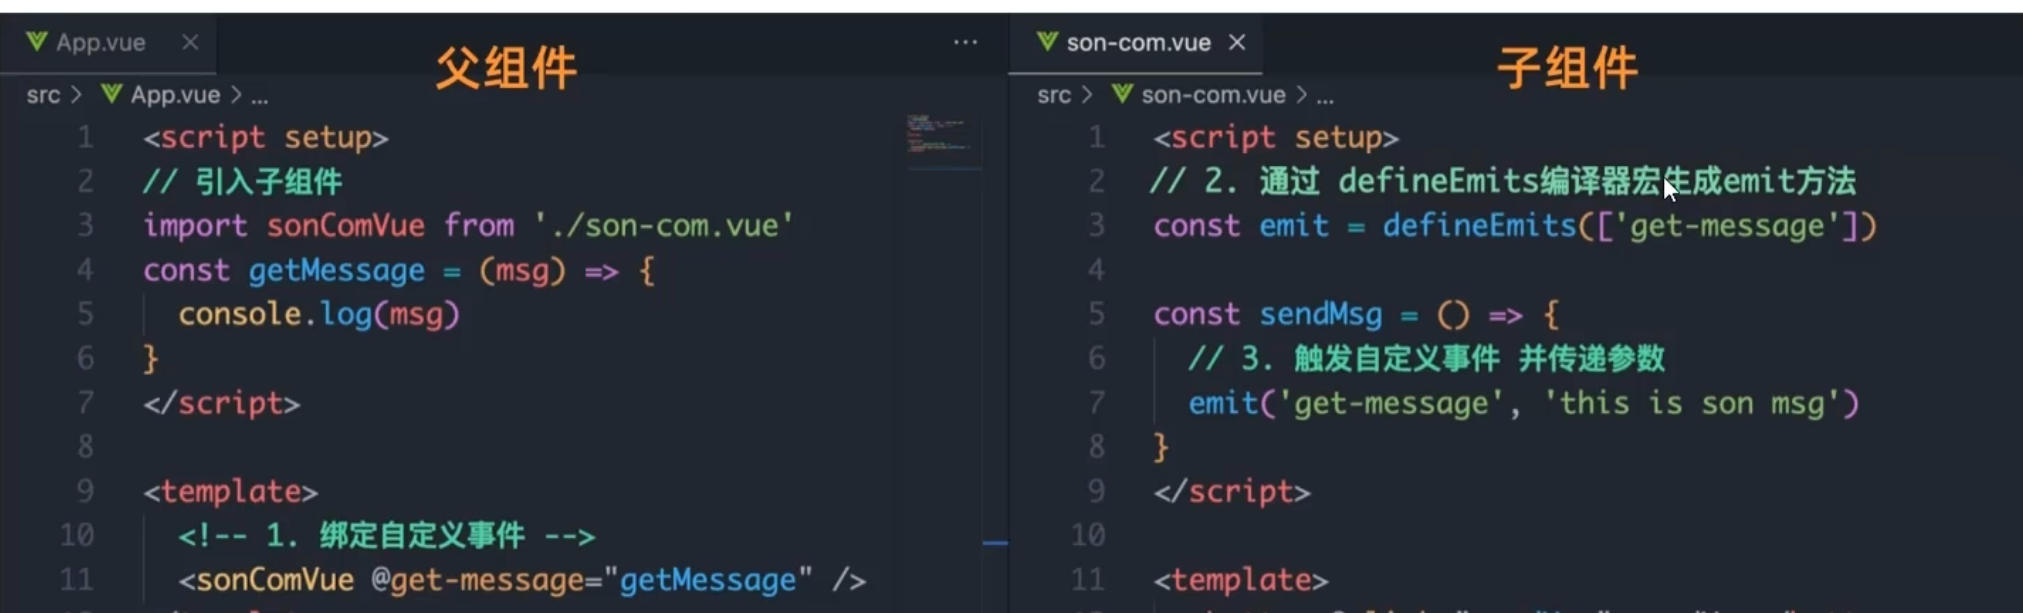 App.vue
父组件
src > App.vue > ...
1 <script setup>
2 // 引入子组件
3 import sonComVue from './son-com.vue'
4 const getMessage = (msg) => {
5 console.log(msg)
6 }
7 </script>
8
9 <template>
10 <!-- 1. 绑定自定义事件 -->
11 <sonComVue @get-message="getMessage" />
son-com.vue
子组件
src > son-com.vue > ...
1 <script setup>
2 // 2. 通过 defineEmits编译器宏生成emit方法
3 const emit = defineEmits(['get-message'])
4
5 const sendMsg = () => {
6 // 3. 触发自定义事件 并传递参数
7 emit('get-message', 'this is son msg')
8 }
9 </script>
10
11 <template>